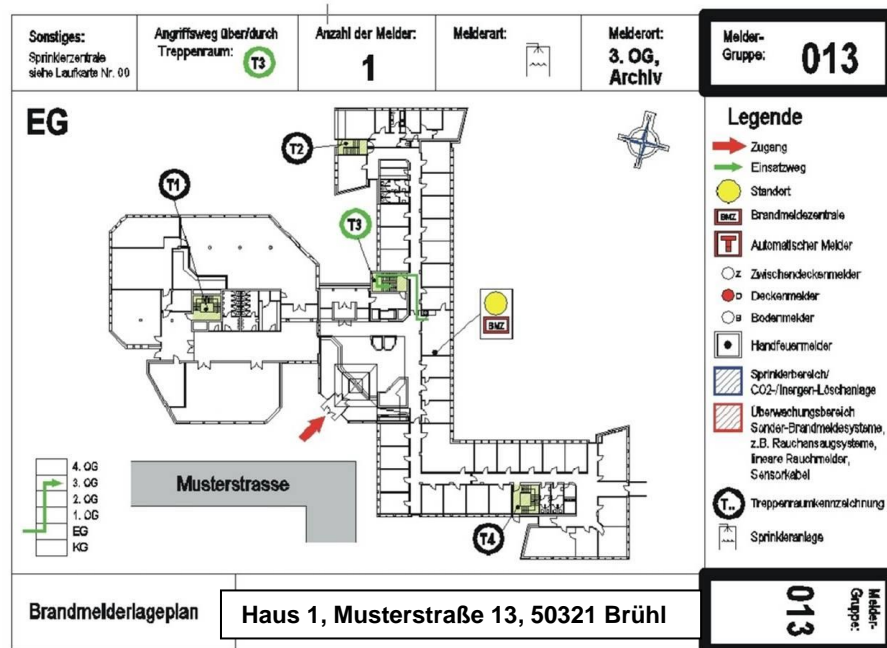 Sonstiges:
Sprinklerzentrale
siehe Laufkarte Nr. 00
Angriffsweg über/durch
Treppenraum:
T3
Anzahl der Melder:
1
Melderart:
Melderort:
3. OG,
Archiv
Melder-
Gruppe:
013
EG
T2
T1
T3
BMZ
Musterstrasse
T4
4. OG
3. OG
2. OG
1. OG
EG
KG
Legende
Zugang
Einsatzweg
Standort
BMZ Brandmeldezentrale
T Automatischer Melder
Z Zwischendeckenmelder
D Deckenmelder
B Bodenmelder
Handfeuermelder
Sprinklerbereich/
CO2-/Inergen-Löschanlage
Überwachungsbereich
Sonder-Brandmeldesysteme,
z.B. Rauchansaugsysteme,
lineare Rauchmelder,
Sensorkabel
T.. Treppenraumkennzeichnung
Sprinkleranlage
Brandmelderlageplan
Haus 1, Musterstraße 13, 50321 Brühl
Melder-
Gruppe:
013